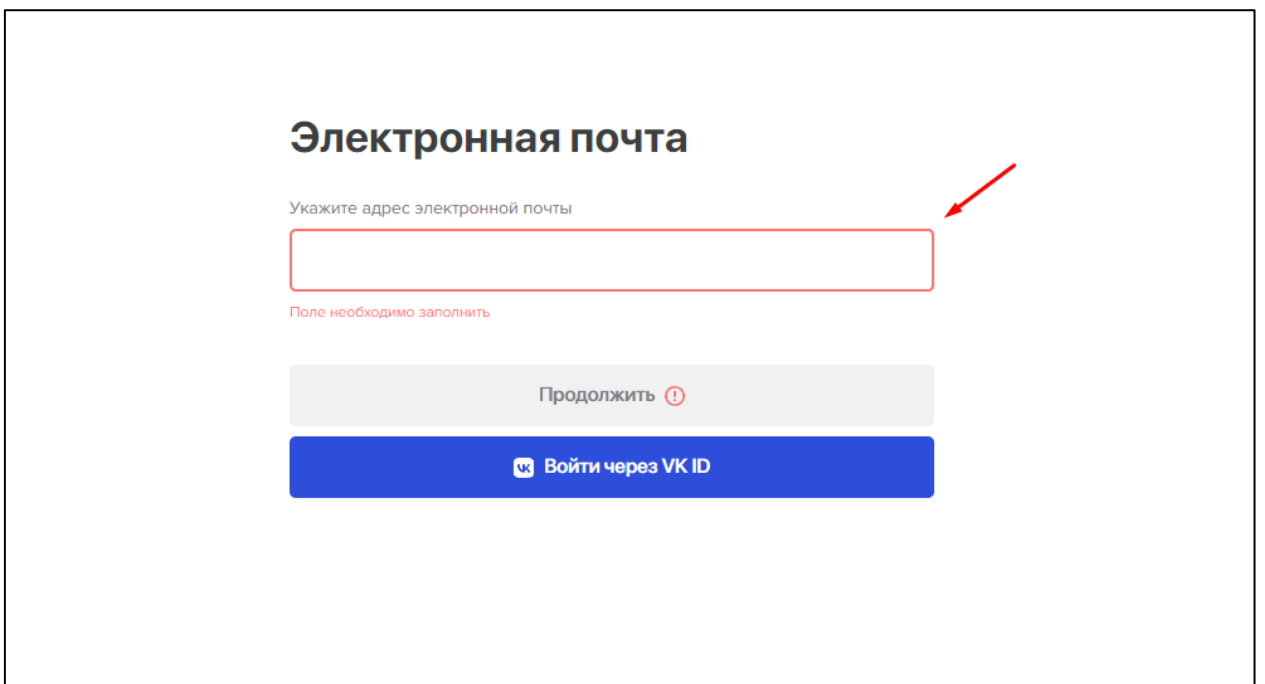 Электронная почта
Укажите адрес электронной почты
Поле необходимо заполнить
Продолжить
Войти через VK ID